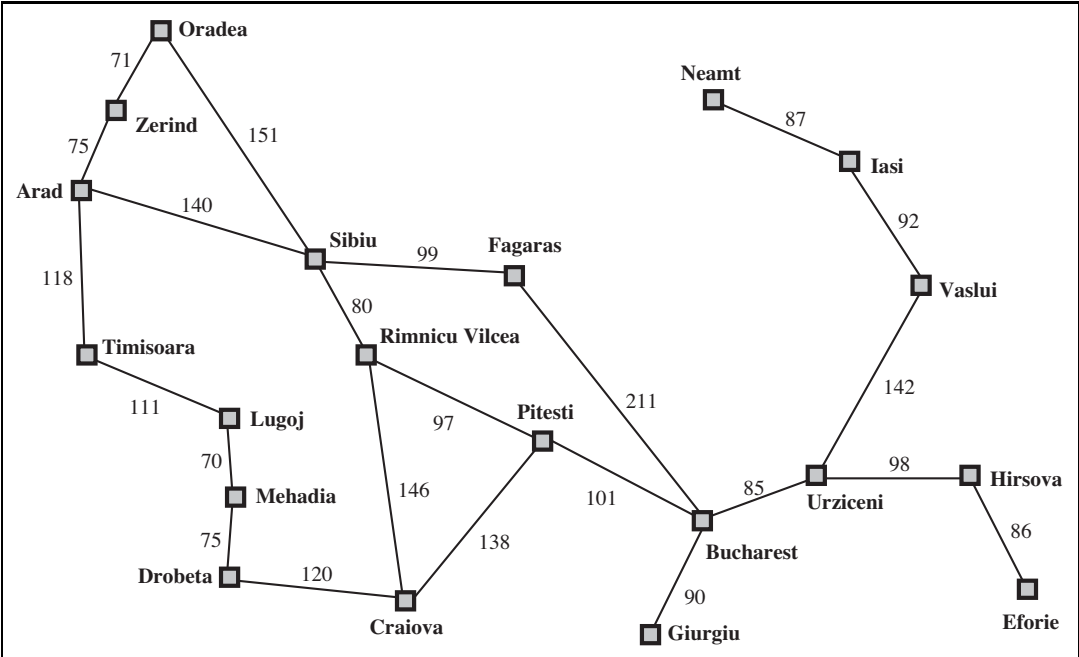 Oradea
71
Neamt
87
Zerind
151
75
Iasi
Arad
140
92
Sibiu
Fagaras
99
118
80
Vaslui
Rimnicu Vilcea
Timisoara
142
111
211
Lugoj
97
Pitesti
70
98
Mehadia
146
101
85
Urziceni
Hirsova
75
138
86
Bucharest
Drobeta
120
90
Craiova
Giurgiu
Eforie